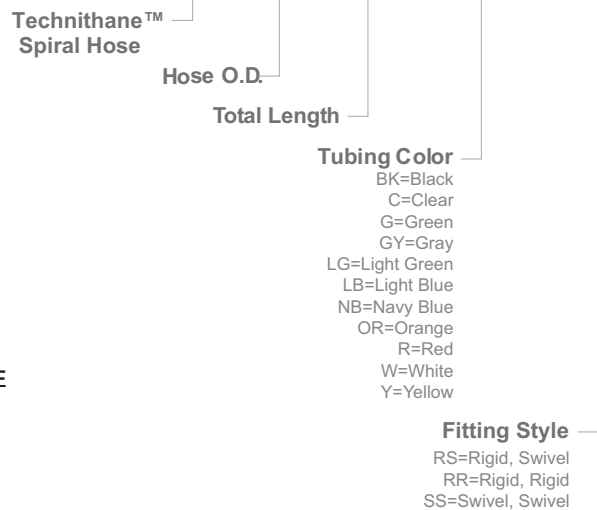 Technithane™
Spiral Hose
Hose O.D.
Total Length
Tubing Color
BK=Black
C=Clear
G=Green
GY=Gray
LG=Light Green
LB=Light Blue
NB=Navy Blue
OR=Orange
R=Red
W=White
Y=Yellow
E
Fitting Style
RS=Rigid, Swivel
RR=Rigid, Rigid
SS=Swivel, Swivel